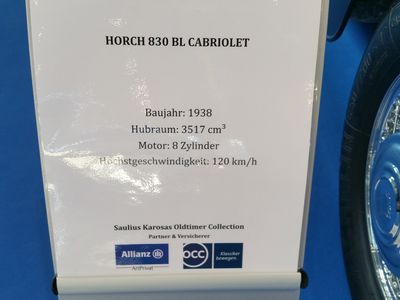 HORCH 830 BL CABRIOLET
Baujahr: 1938
Hubraum: 3517 cm³
Motor: 8 Zylinder
Höchstgeschwindigkeit: 120 km/h
Saulius Karosas Oldtimer Collection
Partner & Versicherer
Allianz
ArtPrivat
OCC
Klassiker
bewegen.